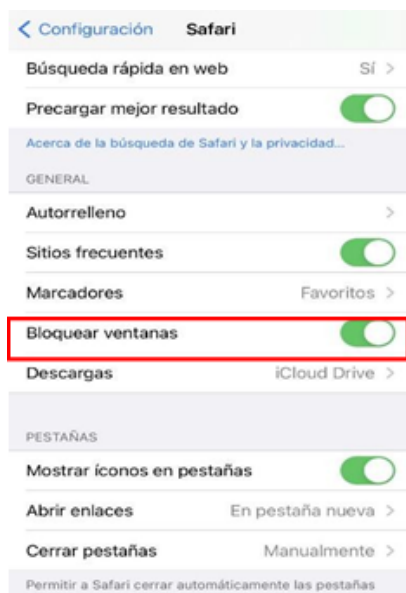 Configuración Safari
Búsqueda rápida en web Sí
Precargar mejor resultado
Acerca de la búsqueda de Safari y la privacidad...
GENERAL
Autorrelleno
Sitios frecuentes
Marcadores Favoritos
Bloquear ventanas
Descargas iCloud Drive
PESTAÑAS
Mostrar íconos en pestañas
Abrir enlaces En pestaña nueva
Cerrar pestañas Manualmente
Permitir a Safari cerrar automáticamente las pestañas